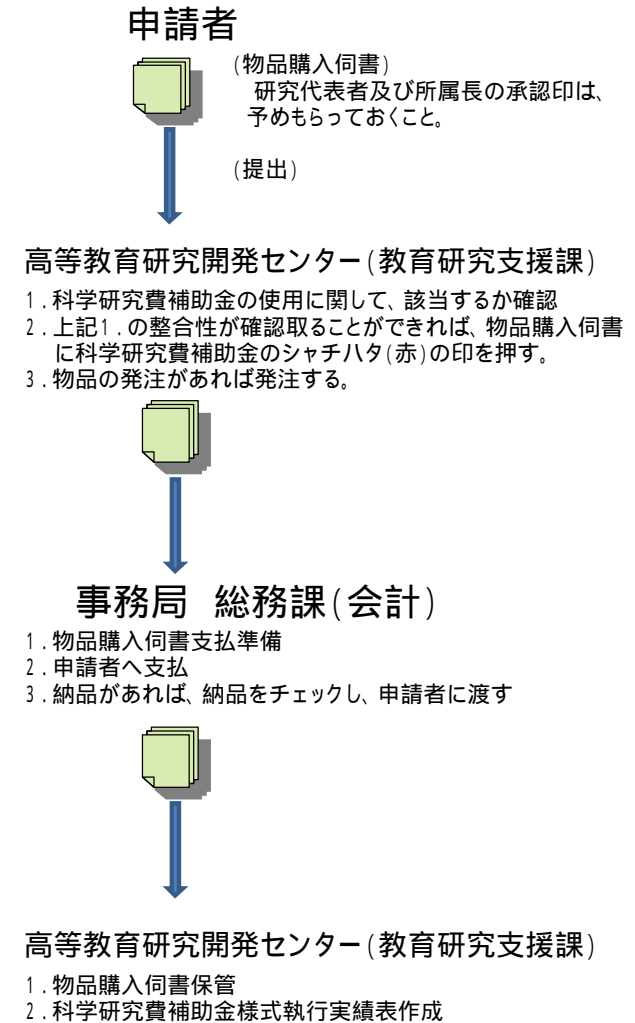 申請者
(物品購入伺書)
研究代表者及び所属長の承認印は、
予めもらっておくこと。
(提出)
高等教育研究開発センター(教育研究支援課)
1.科学研究費補助金の使用に関して、該当するか確認
2.上記1.の整合性が確認取ることができれば、物品購入伺書
に科学研究費補助金のシャチハタ(赤)の印を押す。
3.物品の発注があれば発注する。
事務局 総務課(会計)
1.物品購入伺書支払準備
2.申請者へ支払
3.納品があれば、納品をチェックし、申請者に渡す
高等教育研究開発センター(教育研究支援課)
1.物品購入伺書保管
2.科学研究費補助金様式執行実績表作成